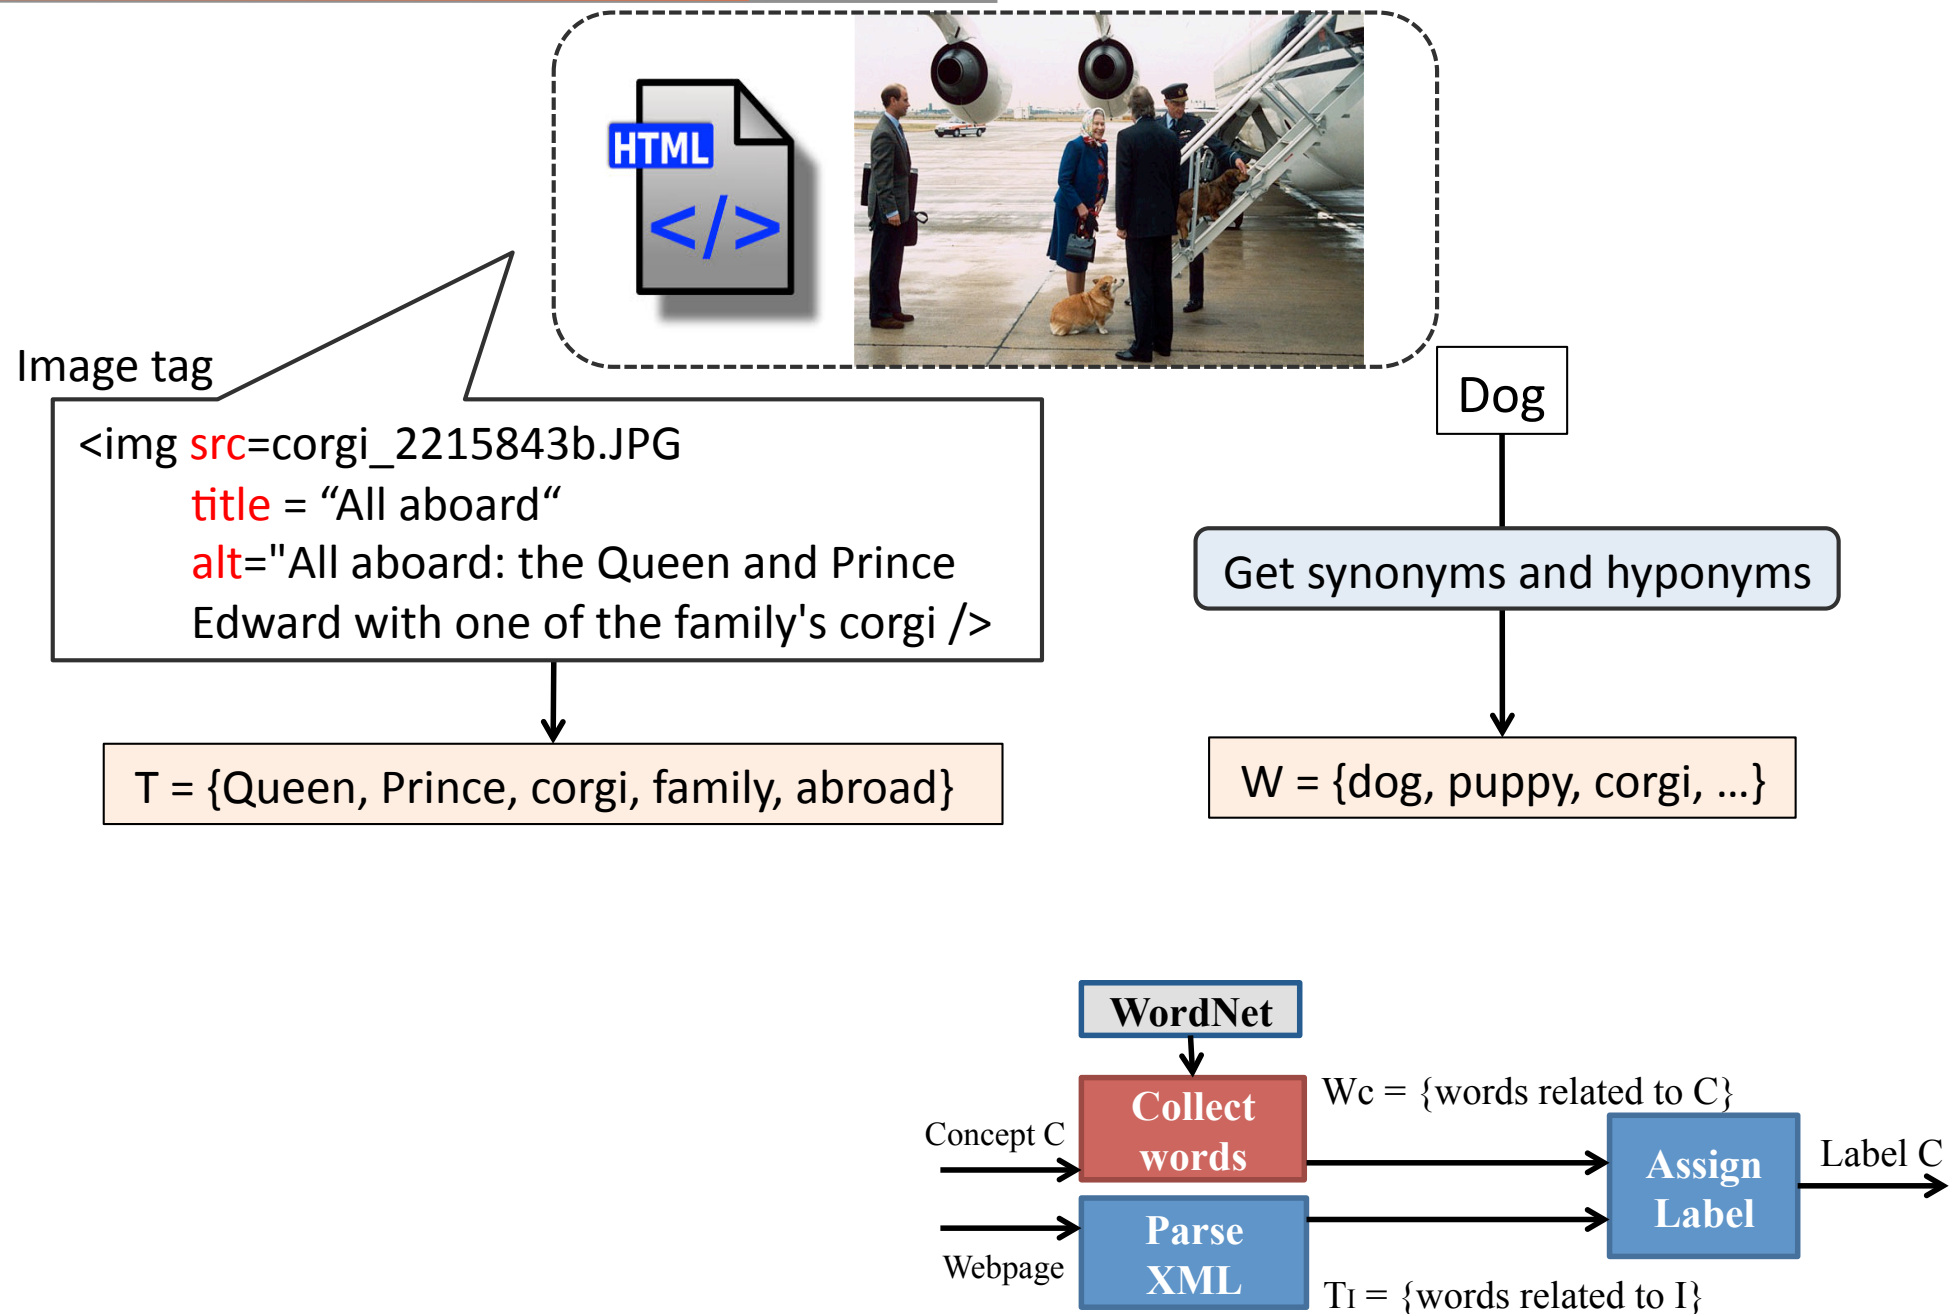 HTML
</>
Image tag
<img src=corgi_2215843b.JPG
title = “All aboard“
alt="All aboard: the Queen and Prince
Edward with one of the family's corgi />
T = {Queen, Prince, corgi, family, abroad}
Dog
Get synonyms and hyponyms
W = {dog, puppy, corgi, ...}
WordNet
Collect
words
Wc = {words related to C}
Concept C
Assign
Label
Label C
Parse
XML
Webpage
TI = {words related to I}